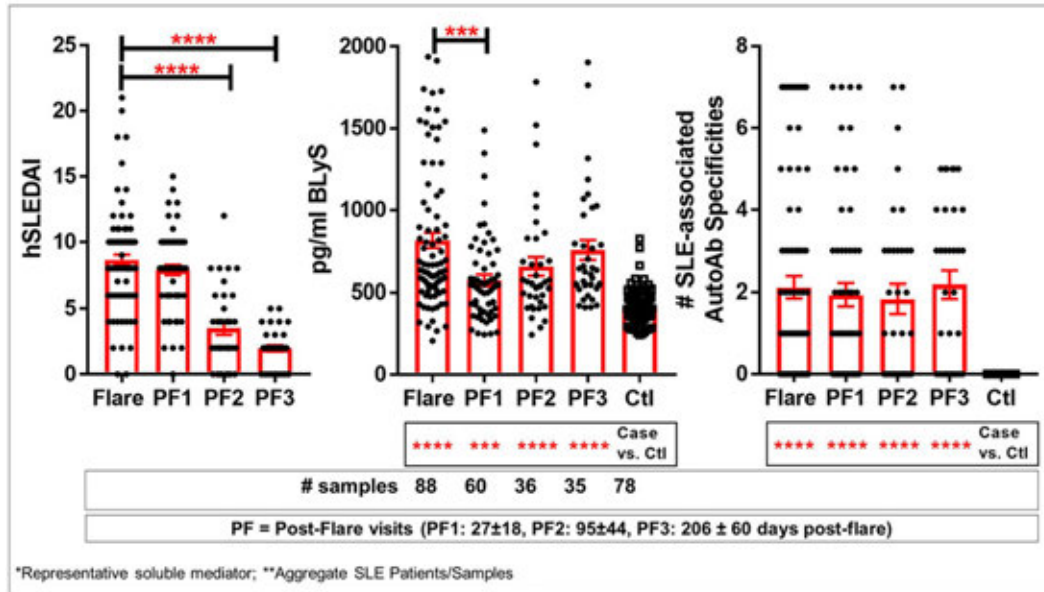 25
20
15
10
5
0
hSLEDAI
****
****
Flare PF1 PF2 PF3
2000
1500
1000
500
0
pg/ml BLyS
***
Flare PF1 PF2 PF3 Ctl
**** *** **** **** Case vs. Ctl
8
6
4
2
0
# SLE-associated
AutoAb Specificities
Flare PF1 PF2 PF3 Ctl
**** **** **** **** Case vs. Ctl
# samples 88 60 36 35 78
PF = Post-Flare visits (PF1: 27±18, PF2: 95±44, PF3: 206 ± 60 days post-flare)
*Representative soluble mediator; **Aggregate SLE Patients/Samples